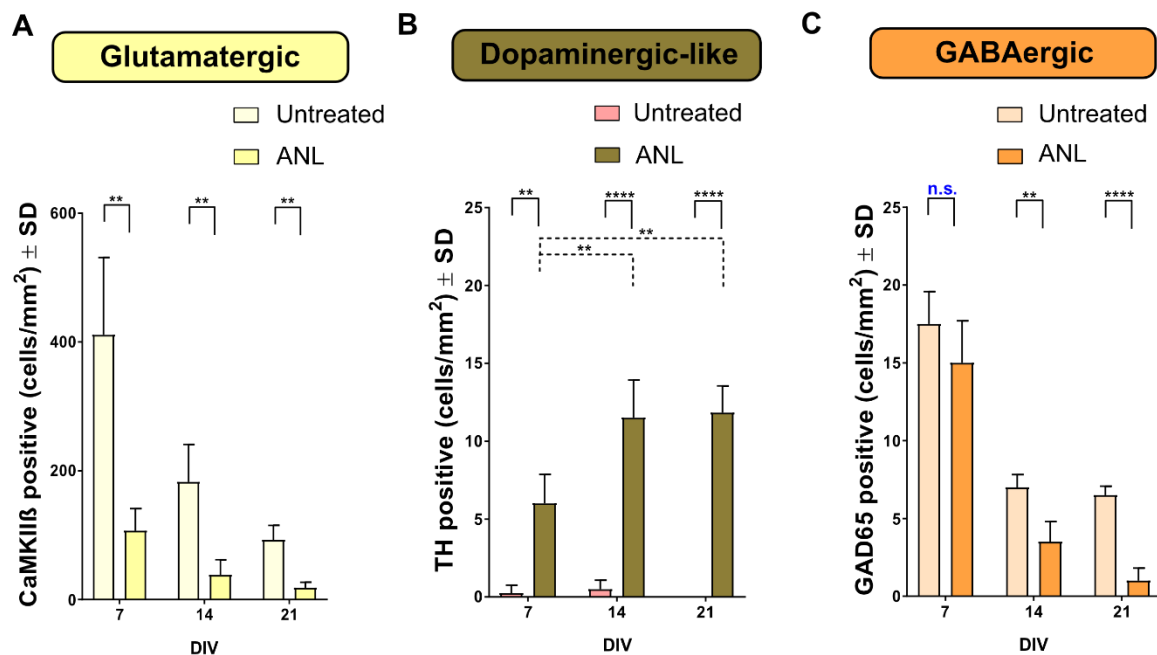 A
Glutamatergic
Untreated
ANL
CaMKIIß positive (cells/mm²) ± SD
600
400
200
0
**
**
**
7
14
21
DIV
B
Dopaminergic-like
Untreated
ANL
TH positive (cells/mm²) ± SD
25
20
15
10
5
0
**
****
****
**
**
7
14
21
DIV
C
GABAergic
Untreated
ANL
GAD65 positive (cells/mm²) ± SD
25
20
15
10
5
0
n.s.
**
****
7
14
21
DIV